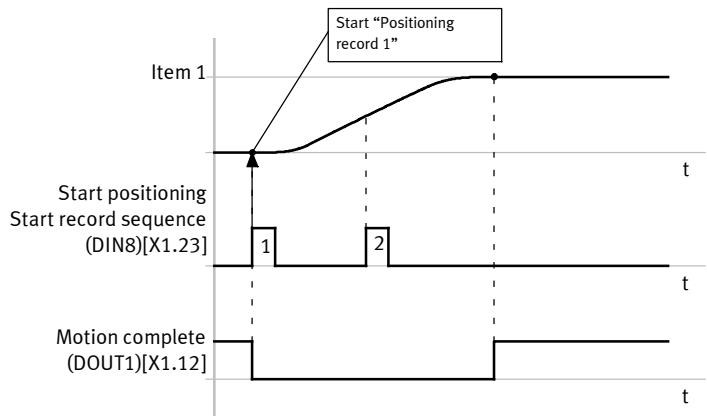 Start “Positioning
record 1”
Item 1
t
Start positioning
Start record sequence
(DIN8)[X1.23]
1
2
t
Motion complete
(DOUT1)[X1.12]
t